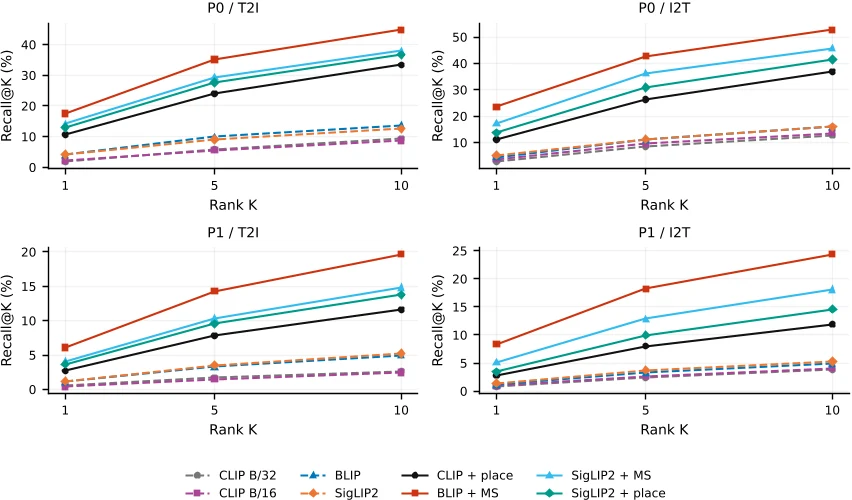 P0 / T2I
P0 / I2T
Recall@K (%)
40
30
20
10
0
1
5
10
Rank K
Recall@K (%)
50
40
30
20
10
1
5
10
Rank K
P1 / T2I
P1 / I2T
Recall@K (%)
20
15
10
5
0
1
5
10
Rank K
Recall@K (%)
25
20
15
10
5
0
1
5
10
Rank K
CLIP B/32
BLIP
CLIP + place
SigLIP2 + MS
CLIP B/16
SigLIP2
BLIP + MS
SigLIP2 + place